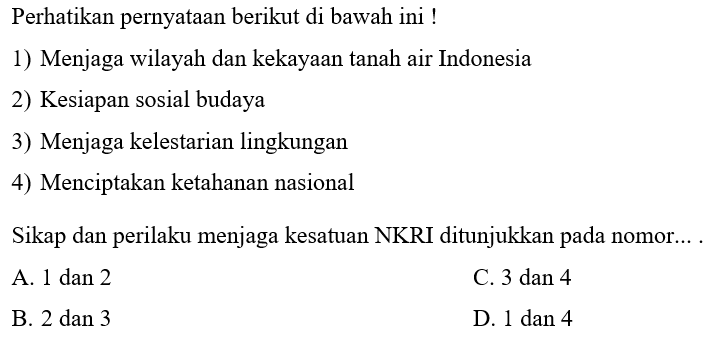 Perhatikan pernyataan berikut di bawah ini !
1) Menjaga wilayah dan kekayaan tanah air Indonesia
2) Kesiapan sosial budaya
3) Menjaga kelestarian lingkungan
4) Menciptakan ketahanan nasional
Sikap dan perilaku menjaga kesatuan NKRI ditunjukkan pada nomor... .
A. 1 dan 2 C. 3 dan 4
B. 2 dan 3 D. 1 dan 4